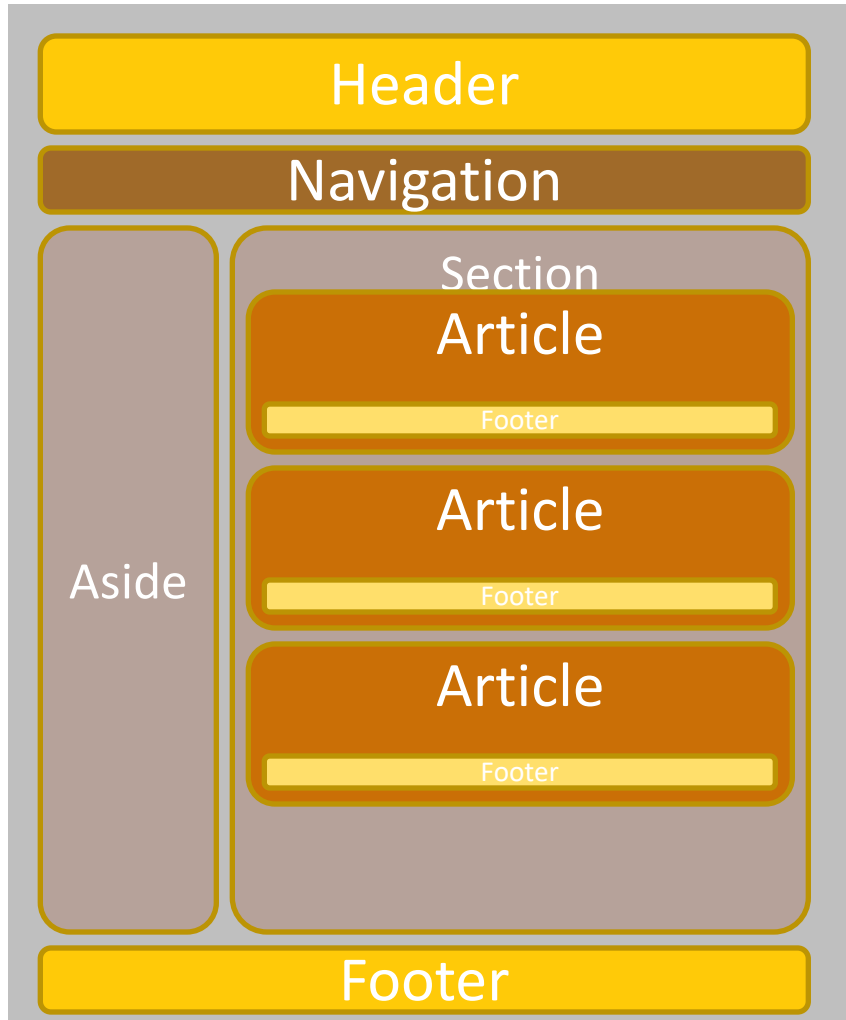 Header
Navigation
Aside
Section
Article
Footer
Article
Footer
Article
Footer
Footer